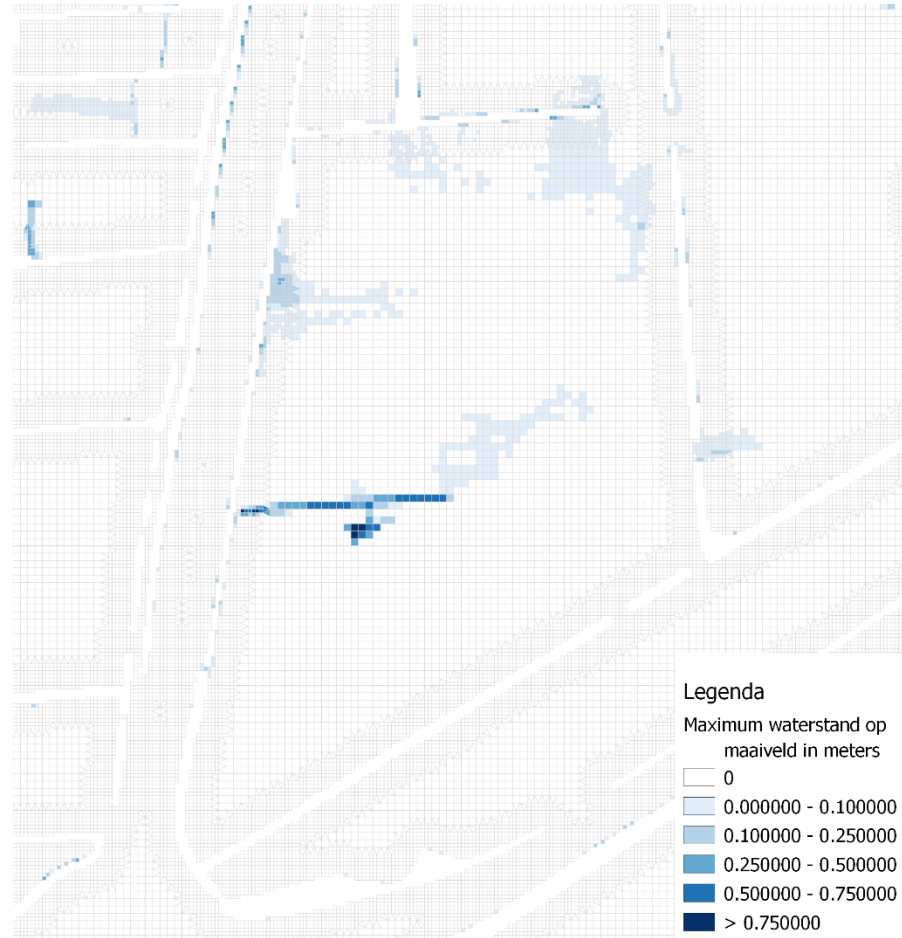 Legenda
Maximum waterstand op
maaiveld in meters
0
0.000000 - 0.100000
0.100000 - 0.250000
0.250000 - 0.500000
0.500000 - 0.750000
> 0.750000